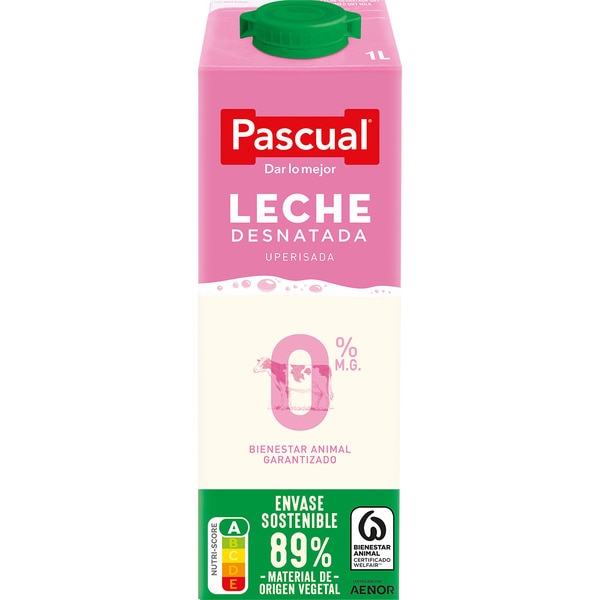 1L
Pascual®
Dar lo mejor
LECHE
DESNATADA
UPERISADA
0%
M.G.
BIENESTAR ANIMAL
GARANTIZADO
ENVASE
SOSTENIBLE
89%
- MATERIAL DE -
ORIGEN VEGETAL
NUTRI-SCORE
A
B
C
D
E
BIENESTAR
ANIMAL
CERTIFICADO
WELFAIR™
AENOR